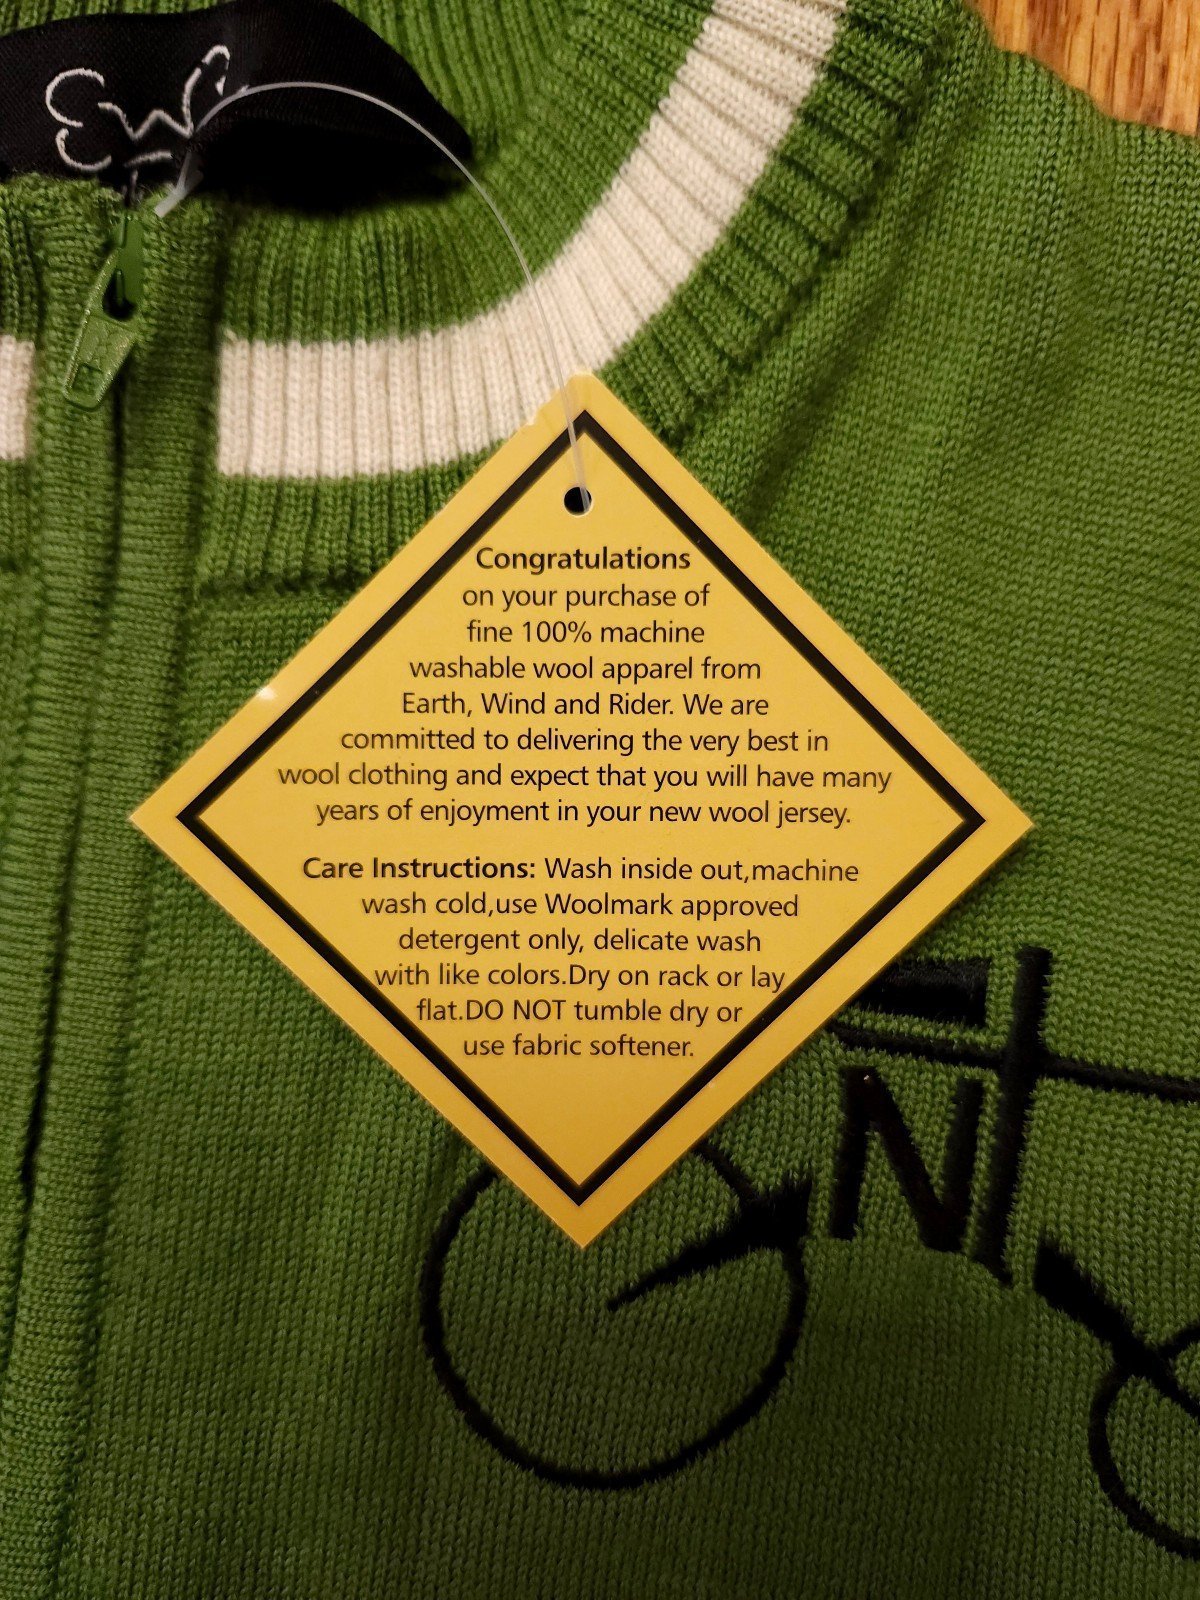 EWR
Congratulations
on your purchase of
fine 100% machine
washable wool apparel from
Earth, Wind and Rider. We are
committed to delivering the very best in
wool clothing and expect that you will have many
years of enjoyment in your new wool jersey.
Care Instructions: Wash inside out,machine
wash cold,use Woolmark approved
detergent only, delicate wash
with like colors.Dry on rack or lay
flat.DO NOT tumble dry or
use fabric softener.
N